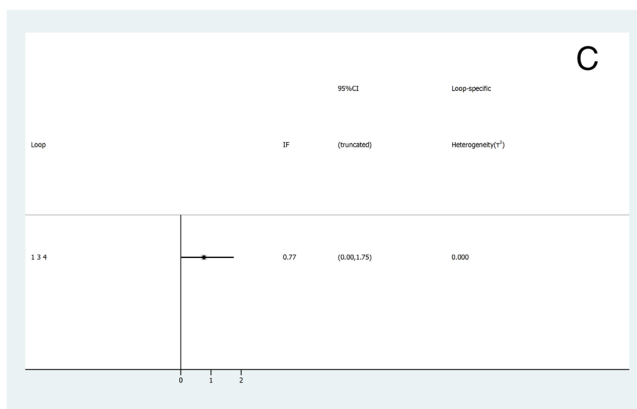 C
95%CI Loop-specific
Loop IF (truncated) Heterogeneity(τ²)
1 3 4 0.77 (0.00,1.75) 0.000
0 1 2